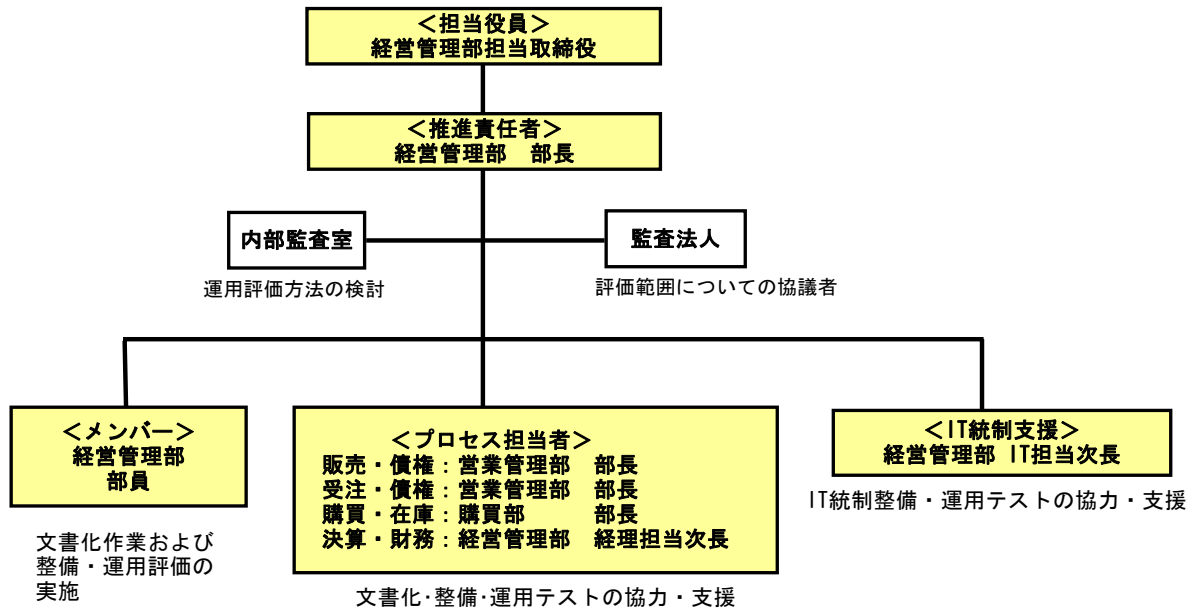 ＜担当役員＞
経営管理部担当取締役
＜推進責任者＞
経営管理部　部長
内部監査室
監査法人
運用評価方法の検討
評価範囲についての協議者
＜メンバー＞
経営管理部
部員
＜プロセス担当者＞
販売・債権：営業管理部　部長
受注・債権：営業管理部　部長
購買・在庫：購買部　　　部長
決算・財務：経営管理部　経理担当次長
＜IT統制支援＞
経営管理部 IT担当次長
文書化作業および
整備・運用評価の
実施
文書化･整備･運用テストの協力・支援
IT統制整備・運用テストの協力・支援